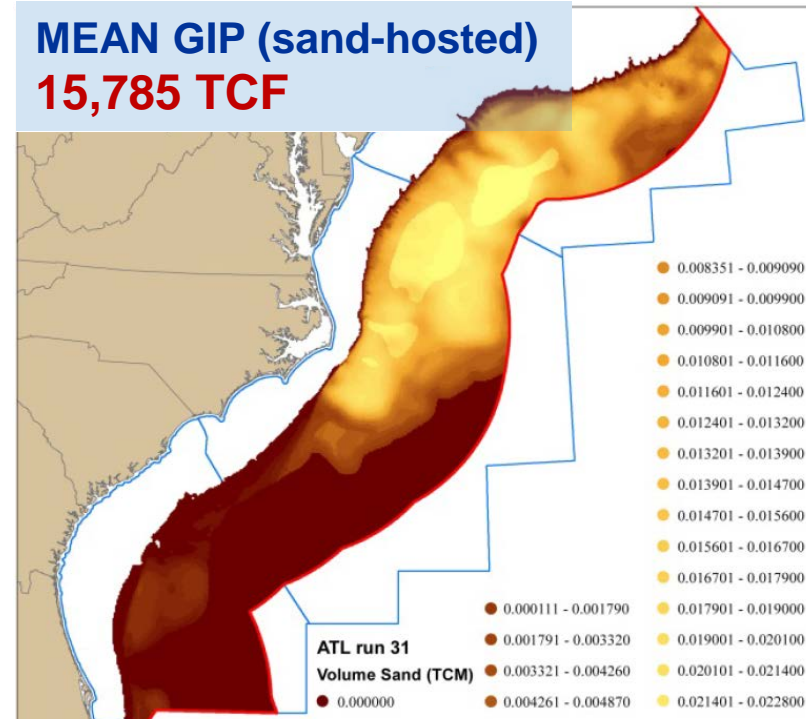 MEAN GIP (sand-hosted)
15,785 TCF
ATL run 31
Volume Sand (TCM)
0.000000
0.000111 - 0.001790
0.001791 - 0.003320
0.003321 - 0.004260
0.004261 - 0.004870
0.008351 - 0.009090
0.009091 - 0.009900
0.009901 - 0.010800
0.010801 - 0.011600
0.011601 - 0.012400
0.012401 - 0.013200
0.013201 - 0.013900
0.013901 - 0.014700
0.014701 - 0.015600
0.015601 - 0.016700
0.016701 - 0.017900
0.017901 - 0.019000
0.019001 - 0.020100
0.020101 - 0.021400
0.021401 - 0.022800